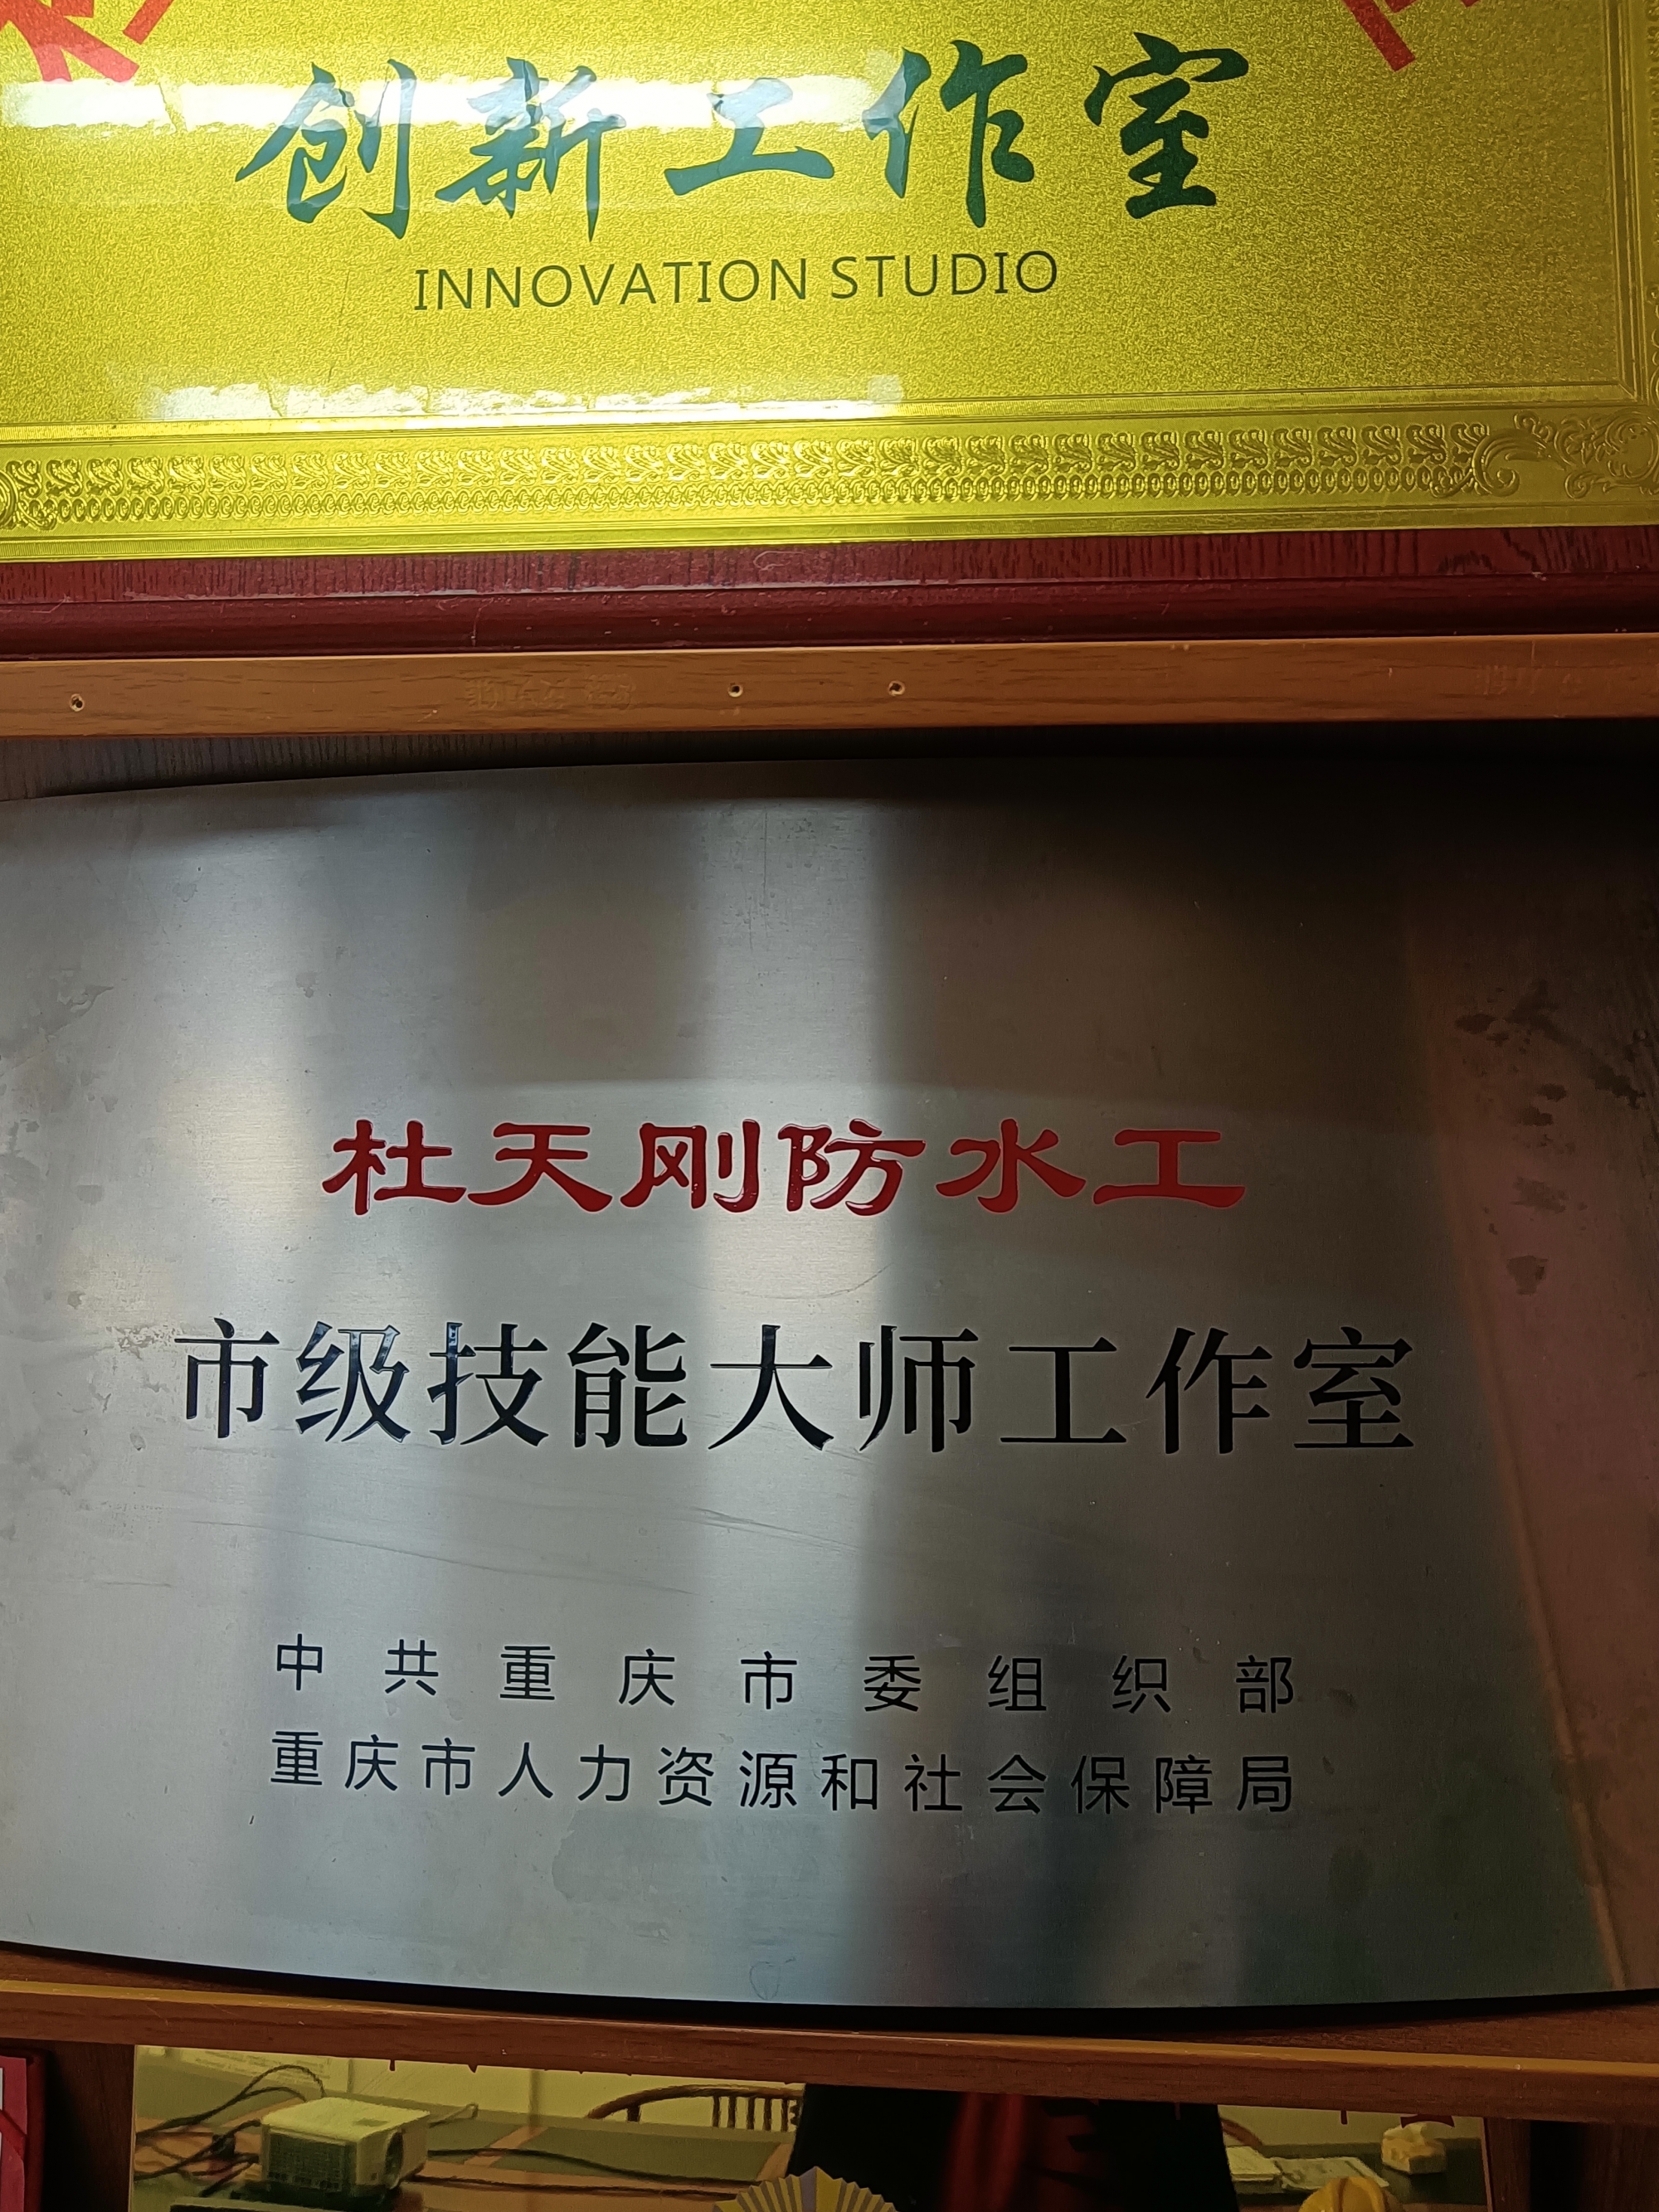 创新工作室
INNOVATION STUDIO
杜天刚防水工
市级技能大师工作室
中共重庆市委组织部
重庆市人力资源和社会保障局